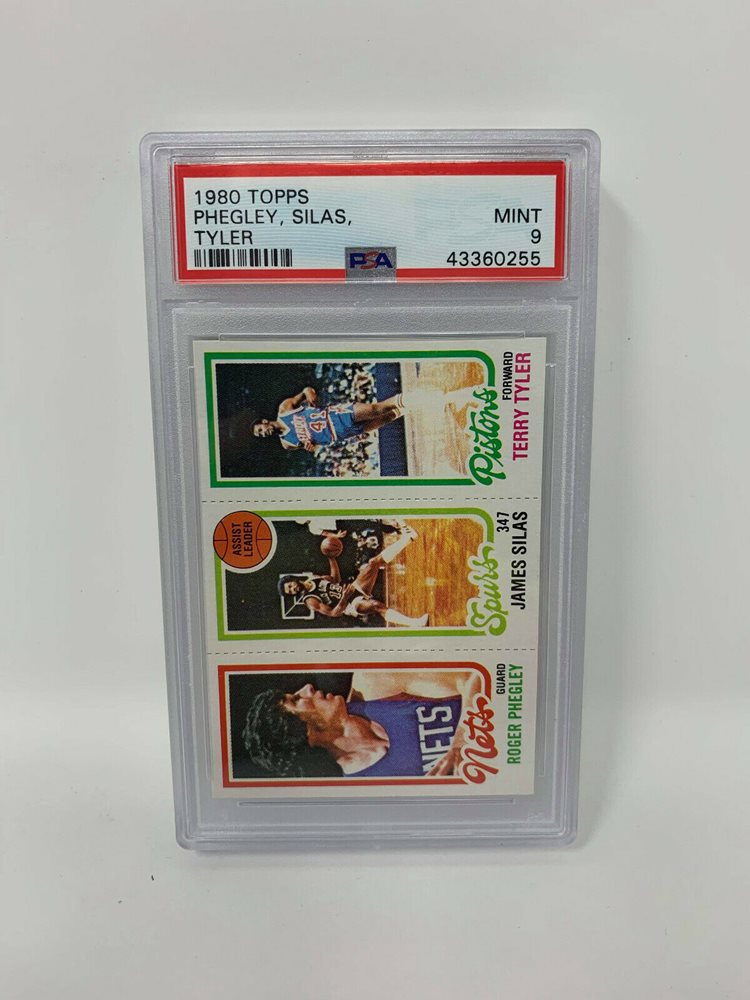 1980 TOPPS
PHEGLEY, SILAS,
TYLER
MINT
9
43360255
PSA
Pistons
FORWARD
TERRY TYLER
ASSIST
LEADER
Spurs
347
JAMES SILAS
NETS
Nets
GUARD
ROGER PHEGLEY